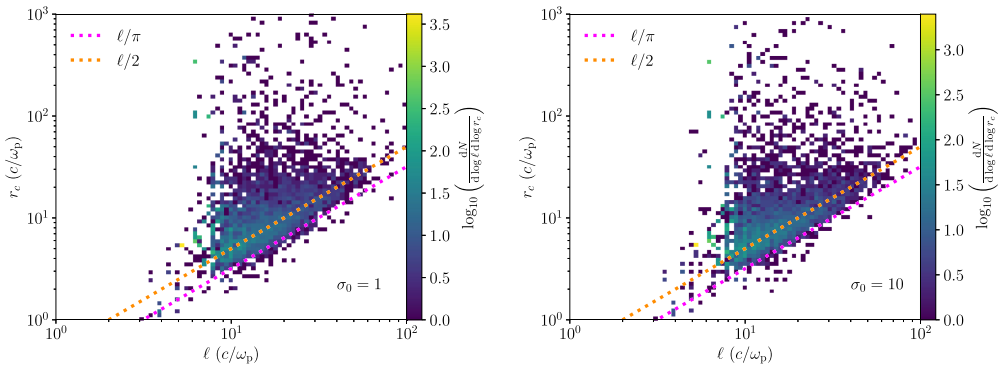 10³
10²
10¹
10⁰
r_c (c/ω_p)
ℓ/π
ℓ/2
σ₀ = 1
10⁰ 10¹ 10²
ℓ (c/ω_p)
3.5
3.0
2.5
2.0
1.5
1.0
0.5
0.0
log₁₀ (dN / d log ℓ d log r_c)
10³
10²
10¹
10⁰
r_c (c/ω_p)
ℓ/π
ℓ/2
σ₀ = 10
10⁰ 10¹ 10²
ℓ (c/ω_p)
3.0
2.5
2.0
1.5
1.0
0.5
0.0
log₁₀ (dN / d log ℓ d log r_c)